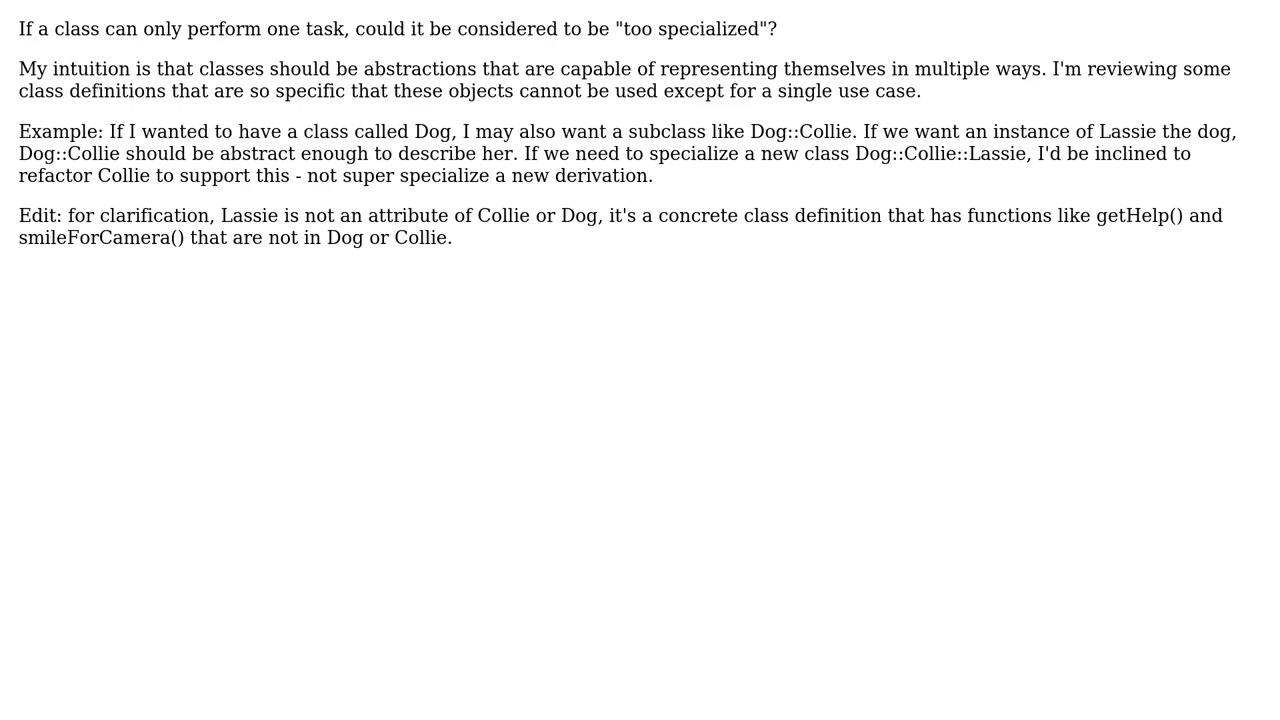 If a class can only perform one task, could it be considered to be "too specialized"?
My intuition is that classes should be abstractions that are capable of representing themselves in multiple ways. I'm reviewing some
class definitions that are so specific that these objects cannot be used except for a single use case.
Example: If I wanted to have a class called Dog, I may also want a subclass like Dog::Collie. If we want an instance of Lassie the dog,
Dog::Collie should be abstract enough to describe her. If we need to specialize a new class Dog::Collie::Lassie, I'd be inclined to
refactor Collie to support this - not super specialize a new derivation.
Edit: for clarification, Lassie is not an attribute of Collie or Dog, it's a concrete class definition that has functions like getHelp() and
smileForCamera() that are not in Dog or Collie.